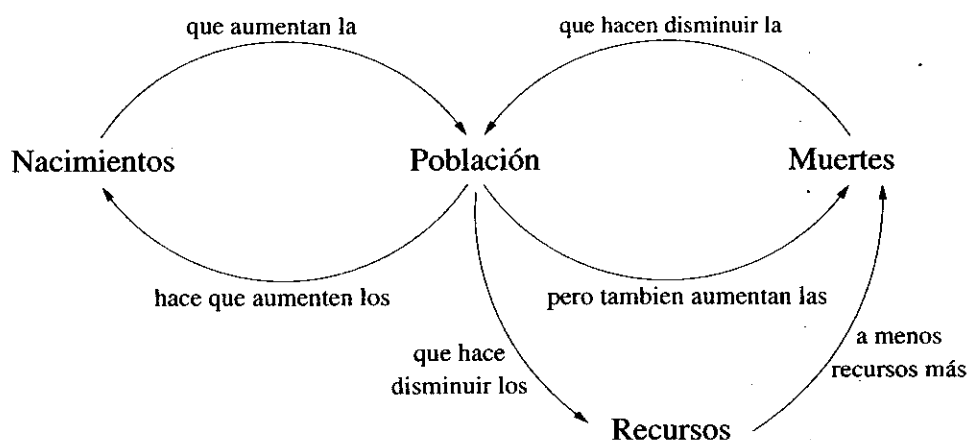 que aumentan la
que hacen disminuir la
Nacimientos
Población
Muertes
hace que aumenten los
pero tambien aumentan las
que hace
disminuir los
a menos
recursos más
Recursos